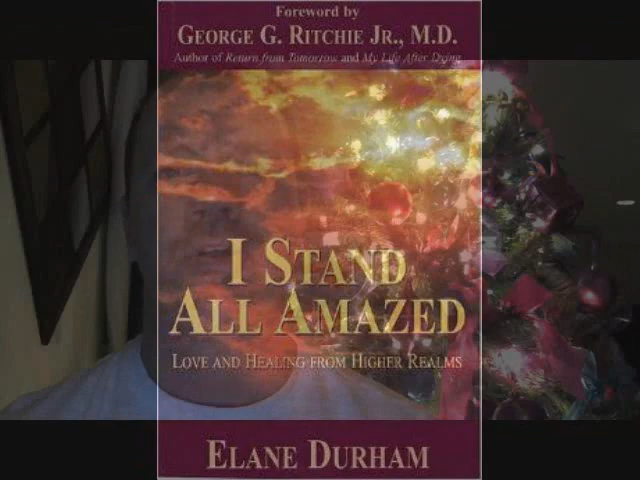 Foreword by
GEORGE G. RITCHIE JR., M.D.
Author of Return from Tomorrow and My Life After Dying
I STAND
ALL AMAZED
LOVE AND HEALING FROM HIGHER REALMS
ELANE DURHAM